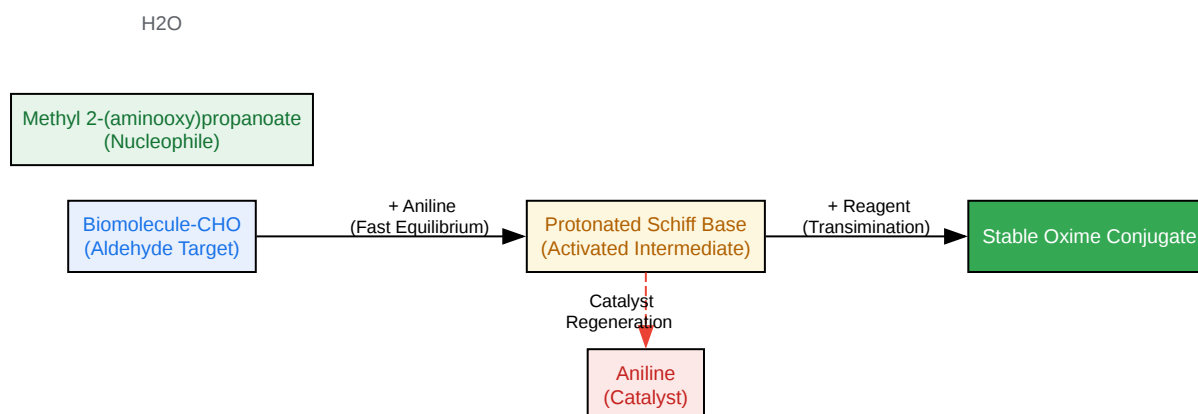 H2O
Methyl 2-(aminooxy)propanoate
(Nucleophile)
Biomolecule-CHO
(Aldehyde Target)
+ Aniline
(Fast Equilibrium)
Protonated Schiff Base
(Activated Intermediate)
+ Reagent
(Transimination)
Stable Oxime Conjugate
Catalyst
Regeneration
Aniline
(Catalyst)